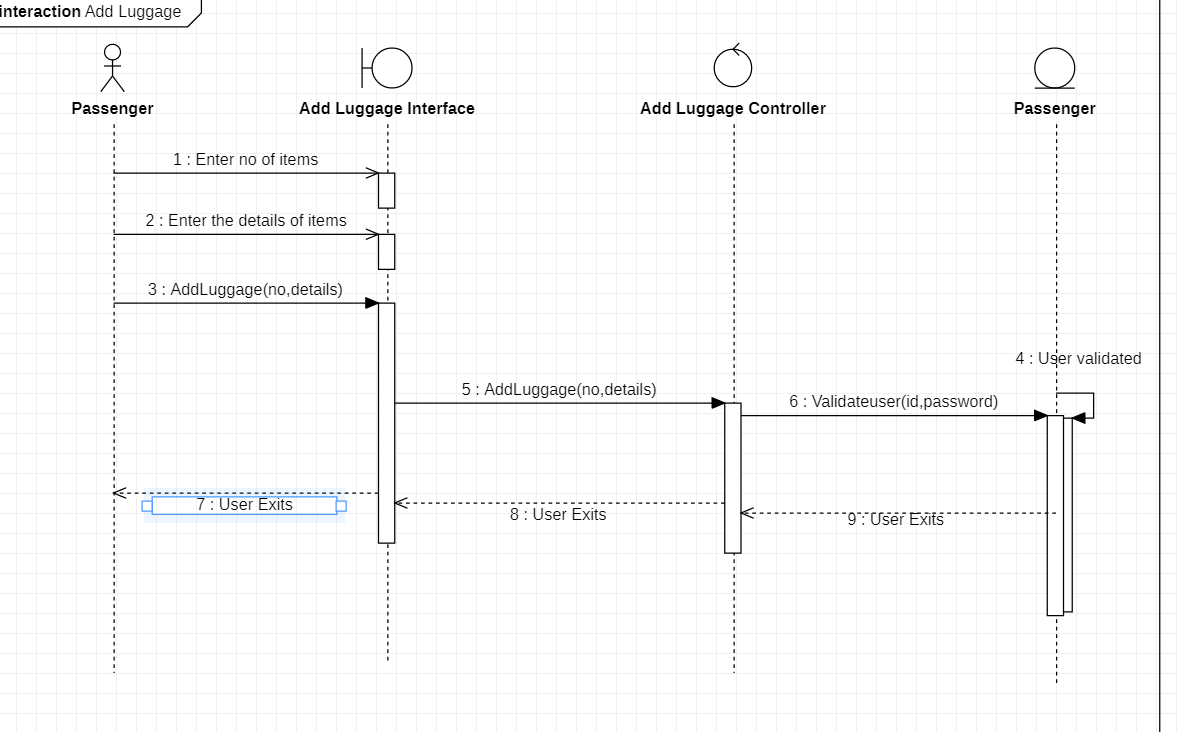 interaction Add Luggage
Passenger
Add Luggage Interface
Add Luggage Controller
Passenger
1 : Enter no of items
2 : Enter the details of items
3 : AddLuggage(no,details)
4 : User validated
5 : AddLuggage(no,details)
6 : Validateuser(id,password)
7 : User Exits
8 : User Exits
9 : User Exits